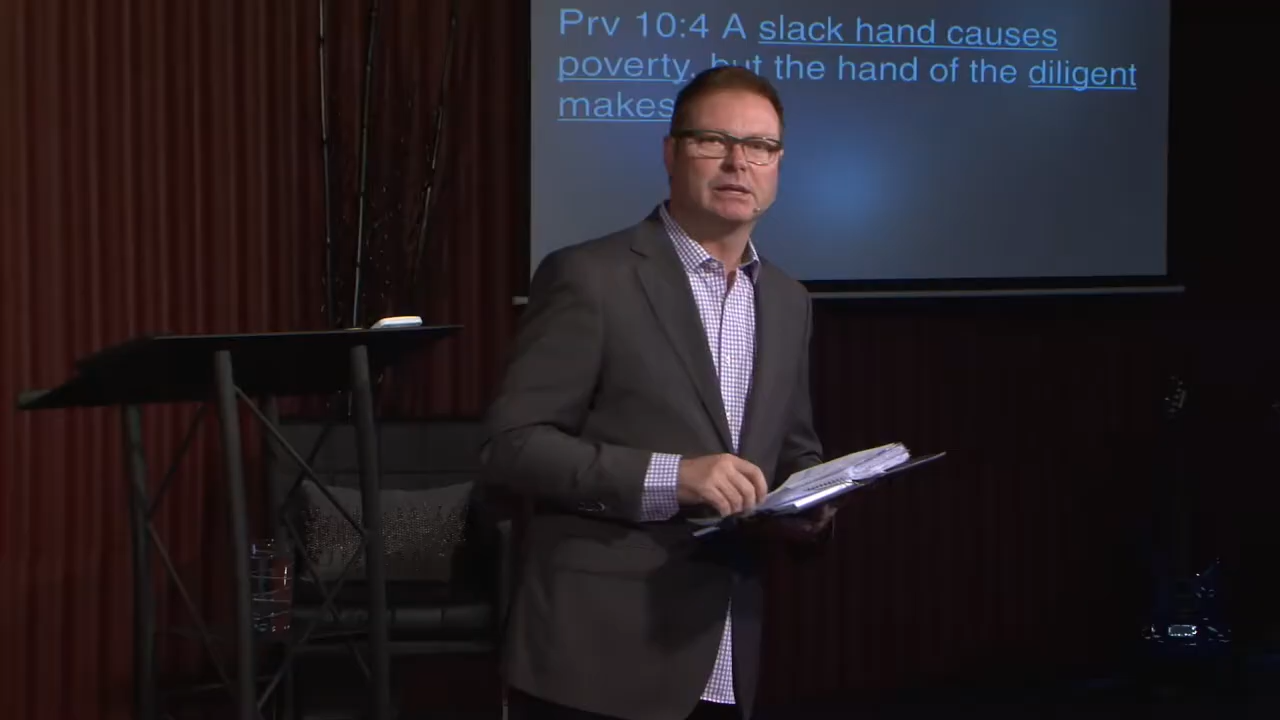 Prv 10:4 A slack hand causes
poverty, but the hand of the diligent
makes